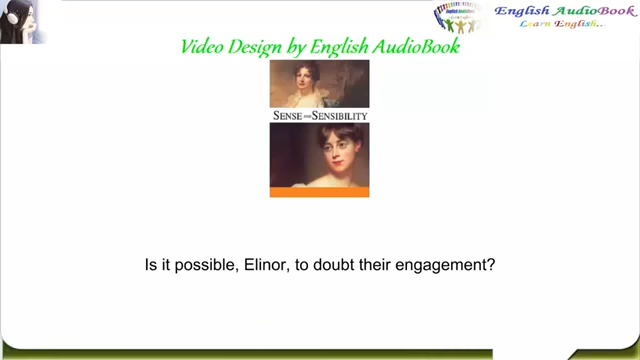 English AudioBook
Learn English...
Video Design by English AudioBook
SENSE AND SENSIBILITY
Is it possible, Elinor, to doubt their engagement?